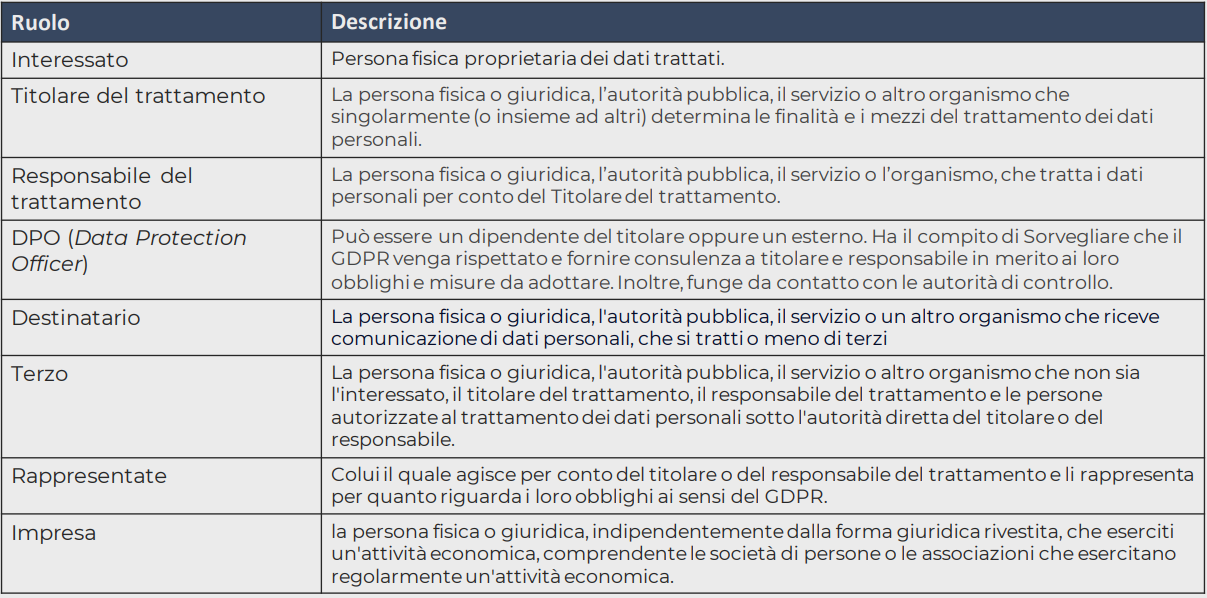 Ruolo
Descrizione
Interessato
Persona fisica proprietaria dei dati trattati.
Titolare del trattamento
La persona fisica o giuridica, l’autorità pubblica, il servizio o altro organismo che
singolarmente (o insieme ad altri) determina le finalità e i mezzi del trattamento dei dati
personali.
Responsabile del
trattamento
La persona fisica o giuridica, l’autorità pubblica, il servizio o l’organismo, che tratta i dati
personali per conto del Titolare del trattamento.
DPO (Data Protection
Officer)
Può essere un dipendente del titolare oppure un esterno. Ha il compito di Sorvegliare che il
GDPR venga rispettato e fornire consulenza a titolare e responsabile in merito ai loro
obblighi e misure da adottare. Inoltre, funge da contatto con le autorità di controllo.
Destinatario
La persona fisica o giuridica, l'autorità pubblica, il servizio o un altro organismo che riceve
comunicazione di dati personali, che si tratti o meno di terzi
Terzo
La persona fisica o giuridica, l'autorità pubblica, il servizio o altro organismo che non sia
l'interessato, il titolare del trattamento, il responsabile del trattamento e le persone
autorizzate al trattamento dei dati personali sotto l'autorità diretta del titolare o del
responsabile.
Rappresentate
Colui il quale agisce per conto del titolare o del responsabile del trattamento e li rappresenta
per quanto riguarda i loro obblighi ai sensi del GDPR.
Impresa
la persona fisica o giuridica, indipendentemente dalla forma giuridica rivestita, che eserciti
un'attività economica, comprendente le società di persone o le associazioni che esercitano
regolarmente un'attività economica.